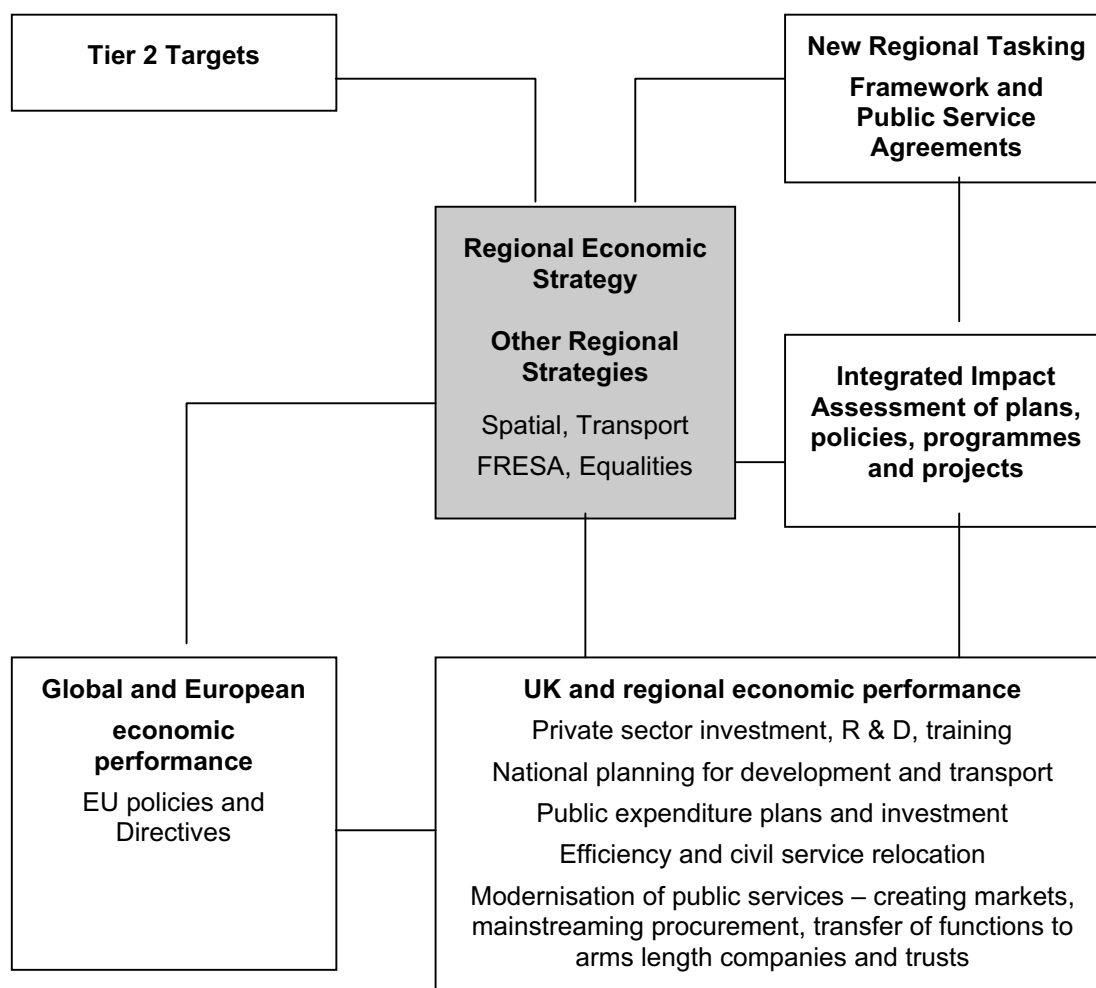 Tier 2 Targets
New Regional Tasking
Framework and
Public Service
Agreements
Regional Economic
Strategy
Other Regional
Strategies
Spatial, Transport
FRESA, Equalities
Integrated Impact
Assessment of plans,
policies, programmes
and projects
Global and European
economic
performance
EU policies and
Directives
UK and regional economic performance
Private sector investment, R & D, training
National planning for development and transport
Public expenditure plans and investment
Efficiency and civil service relocation
Modernisation of public services – creating markets,
mainstreaming procurement, transfer of functions to
arms length companies and trusts